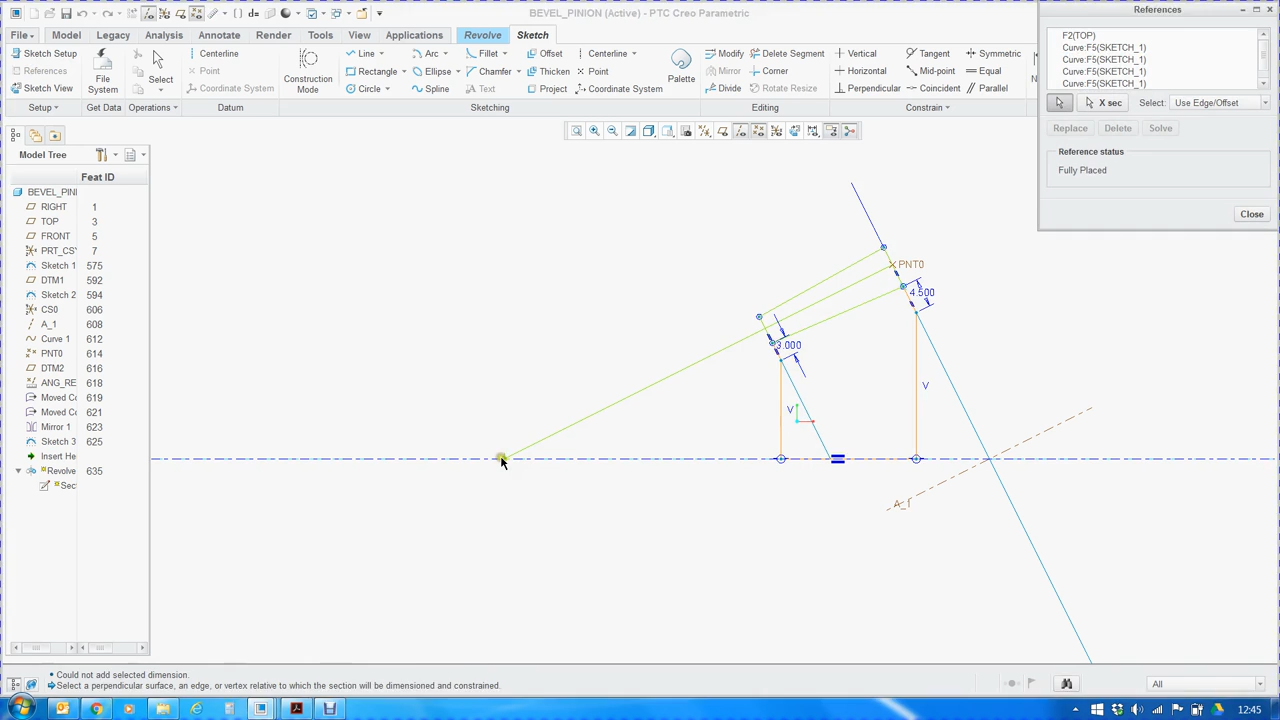 BEVEL_PINION (Active) - PTC Creo Parametric
File
Model
Legacy
Analysis
Annotate
Render
Tools
View
Applications
Revolve
Sketch
Sketch Setup
References
Sketch View
Setup
File System
Get Data
Select
Operations
Centerline
Point
Coordinate System
Datum
Construction Mode
Line
Rectangle
Circle
Arc
Ellipse
Spline
Fillet
Chamfer
Text
Offset
Thicken
Project
Centerline
Point
Coordinate System
Palette
Sketching
Modify
Mirror
Divide
Delete Segment
Corner
Rotate Resize
Editing
Vertical
Horizontal
Perpendicular
Tangent
Mid-point
Coincident
Symmetric
Equal
Parallel
Constrain
References
F2(TOP)
Curve:F5(SKETCH_1)
Curve:F5(SKETCH_1)
Curve:F5(SKETCH_1)
Curve:F5(SKETCH_1)
X sec
Select:
Use Edge/Offset
Replace
Delete
Solve
Reference status
Fully Placed
Close
Model Tree
Feat ID
BEVEL_PIN
RIGHT 1
TOP 3
FRONT 5
PRT_CSY 7
Sketch 1 575
DTM1 592
Sketch 2 594
CS0 606
A_1 608
Curve 1 612
PNT0 614
DTM2 616
ANG_RE 618
Moved Co 619
Moved Co 621
Mirror 1 623
Sketch 3 625
Insert He
*Revolve 635
*Sec
PNT0
4.500
3.000
V
V
A_1
Could not add selected dimension.
Select a perpendicular surface, an edge, or vertex relative to which the section will be dimensioned and constrained.
All
12:45